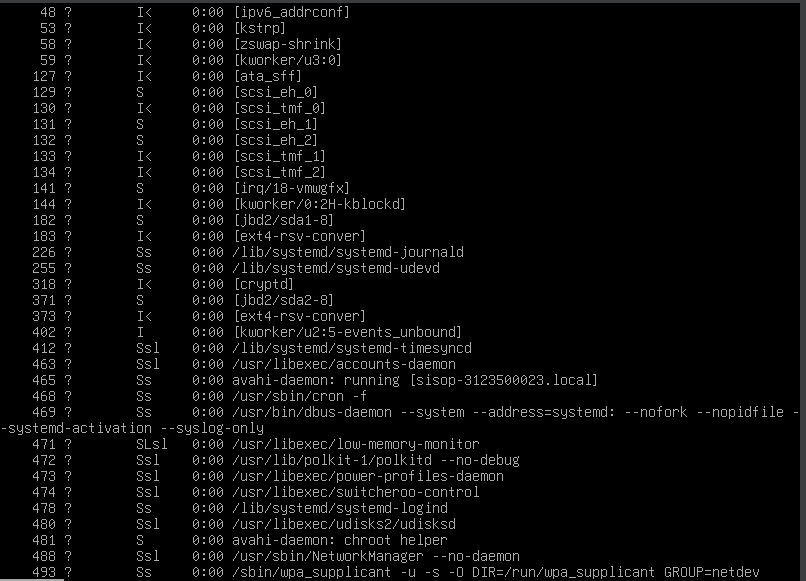 48 ? I< 0:00 [ipv6_addrconf]
53 ? I< 0:00 [kstrp]
58 ? I< 0:00 [zswap-shrink]
59 ? I< 0:00 [kworker/u3:0]
127 ? I< 0:00 [ata_sff]
129 ? S 0:00 [scsi_eh_0]
130 ? I< 0:00 [scsi_tmf_0]
131 ? S 0:00 [scsi_eh_1]
132 ? S 0:00 [scsi_eh_2]
133 ? I< 0:00 [scsi_tmf_1]
134 ? I< 0:00 [scsi_tmf_2]
141 ? S 0:00 [irq/18-vmwgfx]
144 ? I< 0:00 [kworker/0:2H-kblockd]
182 ? S 0:00 [jbd2/sda1-8]
183 ? I< 0:00 [ext4-rsv-conver]
226 ? Ss 0:00 /lib/systemd/systemd-journald
255 ? Ss 0:00 /lib/systemd/systemd-udevd
318 ? I< 0:00 [cryptd]
371 ? S 0:00 [jbd2/sda2-8]
373 ? I< 0:00 [ext4-rsv-conver]
402 ? I 0:00 [kworker/u2:5-events_unbound]
412 ? Ssl 0:00 /lib/systemd/systemd-timesyncd
463 ? Ssl 0:00 /usr/libexec/accounts-daemon
465 ? Ss 0:00 avahi-daemon: running [sisop-3123500023.local]
468 ? Ss 0:00 /usr/sbin/cron -f
469 ? Ss 0:00 /usr/bin/dbus-daemon --system --address=systemd: --nofork --nopidfile -
-systemd-activation --syslog-only
471 ? SLsl 0:00 /usr/libexec/low-memory-monitor
472 ? Ssl 0:00 /usr/lib/polkit-1/polkitd --no-debug
473 ? Ssl 0:00 /usr/libexec/power-profiles-daemon
474 ? Ssl 0:00 /usr/libexec/switcheroo-control
478 ? Ss 0:00 /lib/systemd/systemd-logind
480 ? Ssl 0:00 /usr/libexec/udisks2/udisksd
481 ? S 0:00 avahi-daemon: chroot helper
488 ? Ssl 0:00 /usr/sbin/NetworkManager --no-daemon
493 ? Ss 0:00 /sbin/wpa_supplicant -u -s -O DIR=/run/wpa_supplicant GROUP=netdev